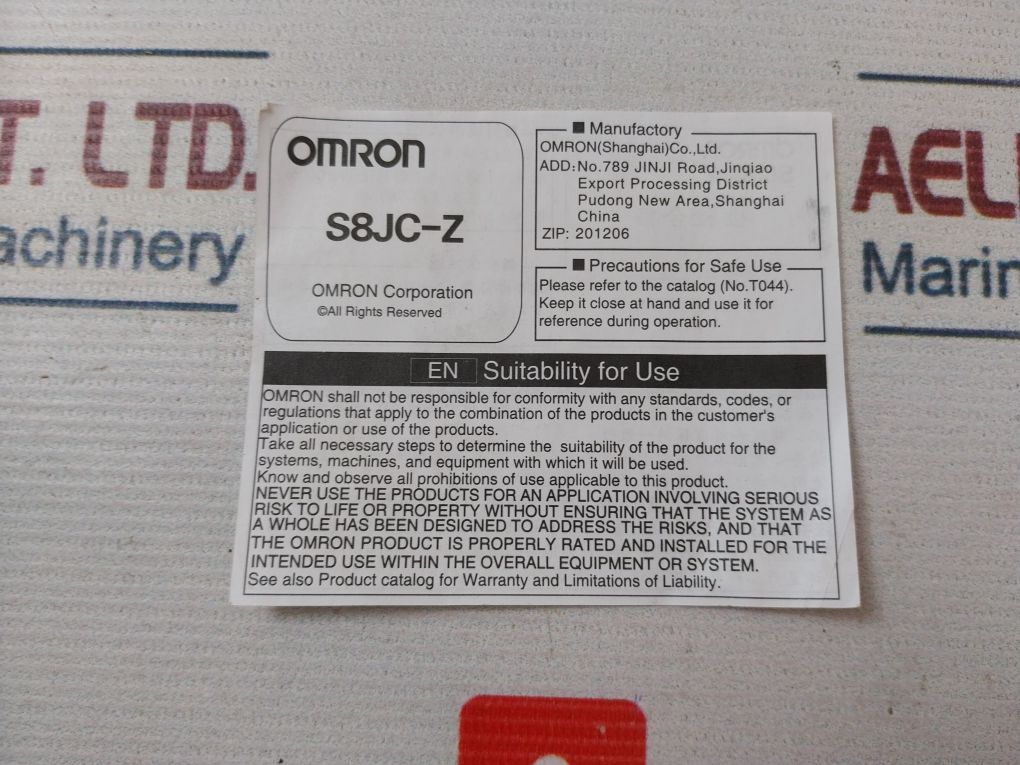 T. LTD.
achinery
OMRON
S8JC-Z
OMRON Corporation
©All Rights Reserved
■ Manufactory
OMRON(Shanghai)Co.,Ltd.
ADD:No.789 JINJI Road,Jinqiao
Export Processing District
Pudong New Area,Shanghai
China
ZIP: 201206
■ Precautions for Safe Use
Please refer to the catalog (No.T044).
Keep it close at hand and use it for
reference during operation.
AEL
Marin
EN Suitability for Use
OMRON shall not be responsible for conformity with any standards, codes, or
regulations that apply to the combination of the products in the customer's
application or use of the products.
Take all necessary steps to determine the suitability of the product for the
systems, machines, and equipment with which it will be used.
Know and observe all prohibitions of use applicable to this product.
NEVER USE THE PRODUCTS FOR AN APPLICATION INVOLVING SERIOUS
RISK TO LIFE OR PROPERTY WITHOUT ENSURING THAT THE SYSTEM AS
A WHOLE HAS BEEN DESIGNED TO ADDRESS THE RISKS, AND THAT
THE OMRON PRODUCT IS PROPERLY RATED AND INSTALLED FOR THE
INTENDED USE WITHIN THE OVERALL EQUIPMENT OR SYSTEM.
See also Product catalog for Warranty and Limitations of Liability.